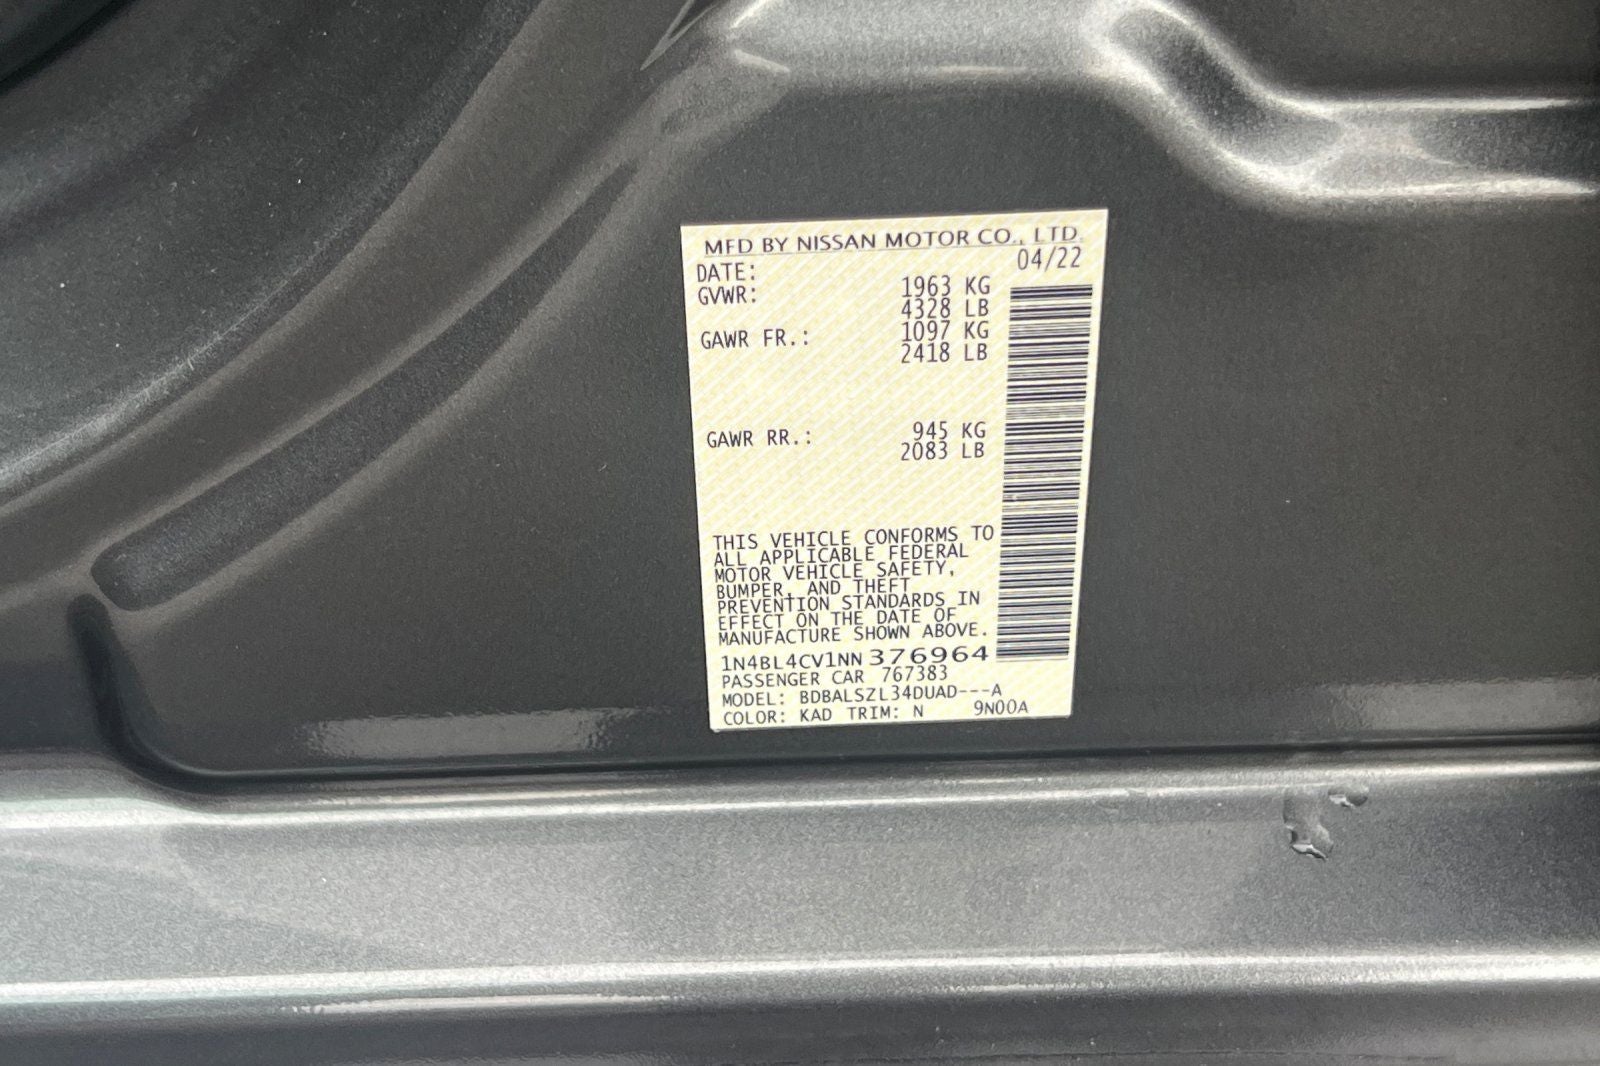 MFD BY NISSAN MOTOR CO., LTD.
DATE: 04/22
GVWR: 1963 KG
4328 LB
GAWR FR.: 1097 KG
2418 LB
GAWR RR.: 945 KG
2083 LB
THIS VEHICLE CONFORMS TO
ALL APPLICABLE FEDERAL
MOTOR VEHICLE SAFETY,
BUMPER, AND THEFT
PREVENTION STANDARDS IN
EFFECT ON THE DATE OF
MANUFACTURE SHOWN ABOVE.
1N4BL4CV1NN376964
PASSENGER CAR 767383
MODEL: BDBALSZL34DUAD---A
COLOR: KAD TRIM: N 9N00A